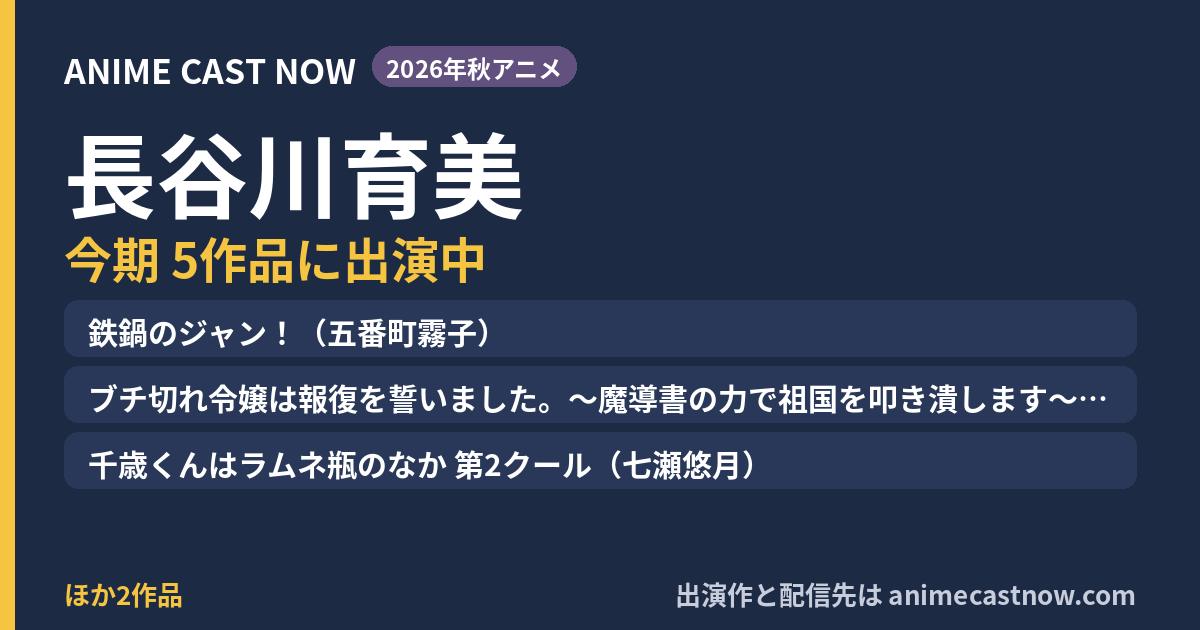 ANIME CAST NOW 2026年秋アニメ
長谷川育美
今期 5作品に出演中
鉄鍋のジャン！（五番町霧子）
ブチ切れ令嬢は報復を誓いました。～魔導書の力で祖国を叩き潰します～…
千歳くんはラムネ瓶のなか 第2クール（七瀬悠月）
ほか2作品
出演作と配信先は animecastnow.com